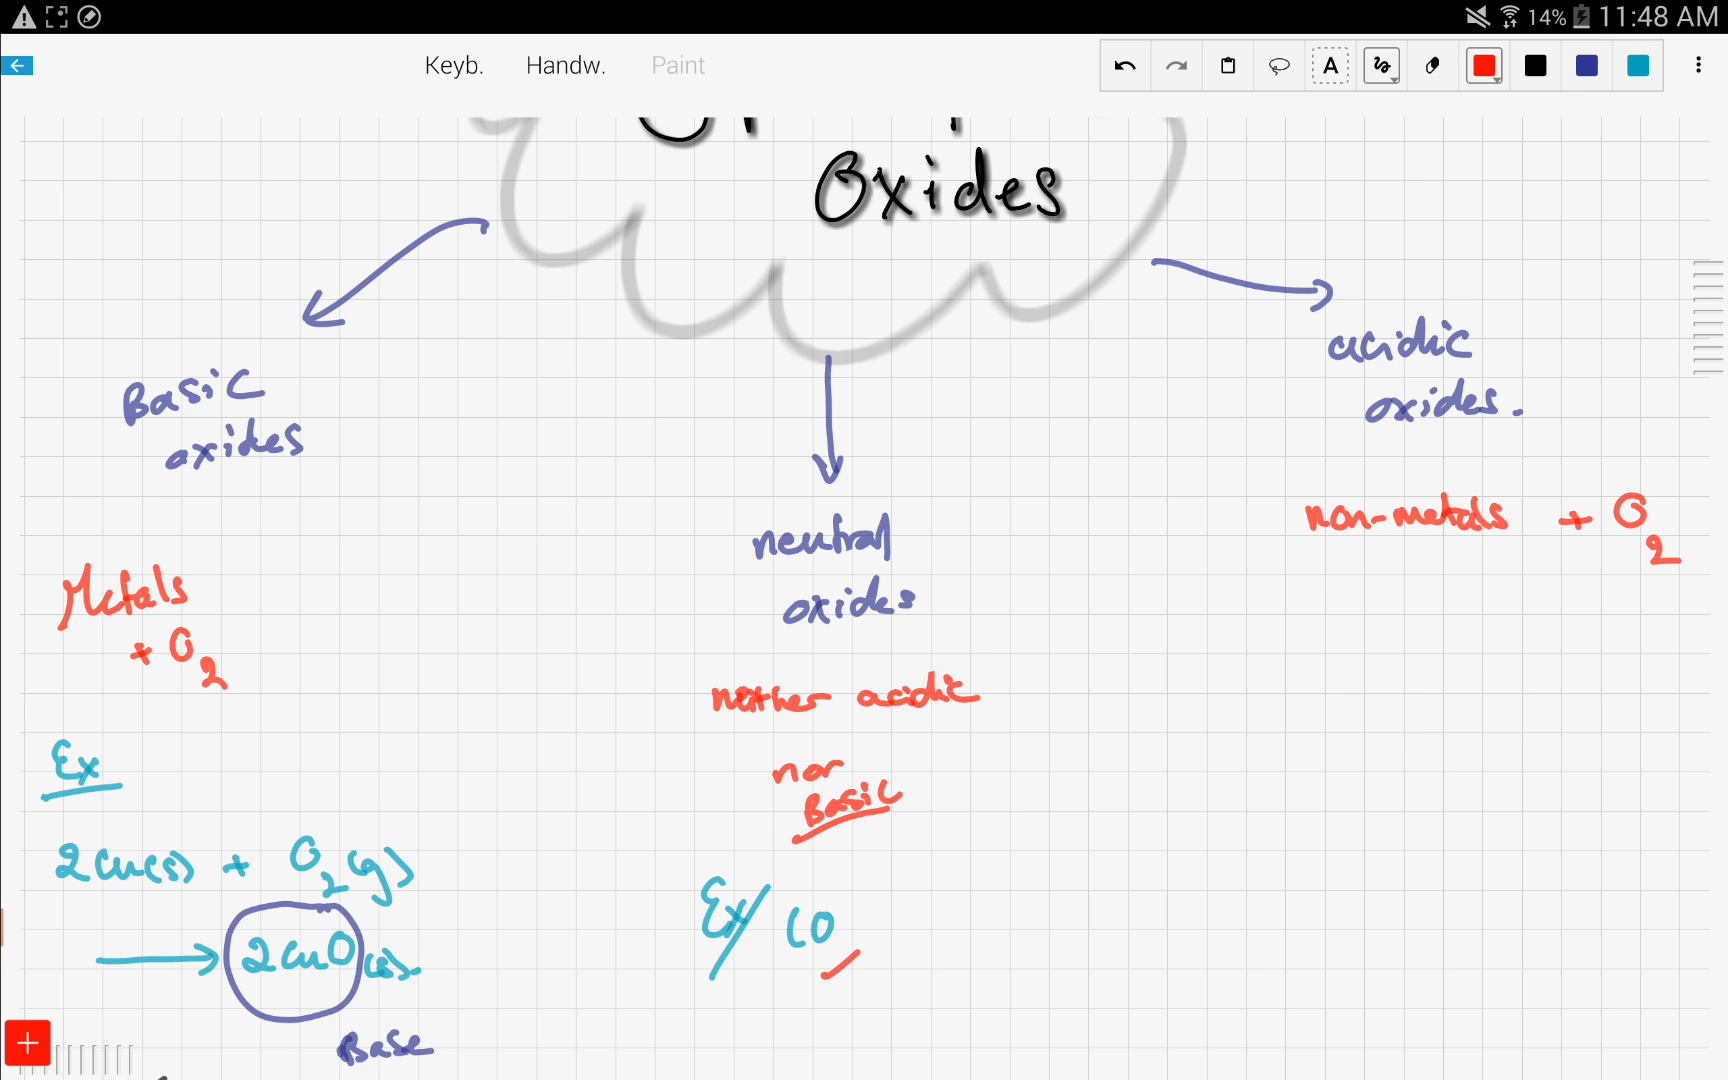 14% 11:48 AM
Keyb. Handw. Paint
A
Oxides
Basic
oxides
acidic
oxides.
neutral
oxides
non-metals + O2
Metals
+ O2
neither acidic
nor
Basic
Ex
2Cu(s) + O2(g)
2CuO(s).
Base
Ex/ CO